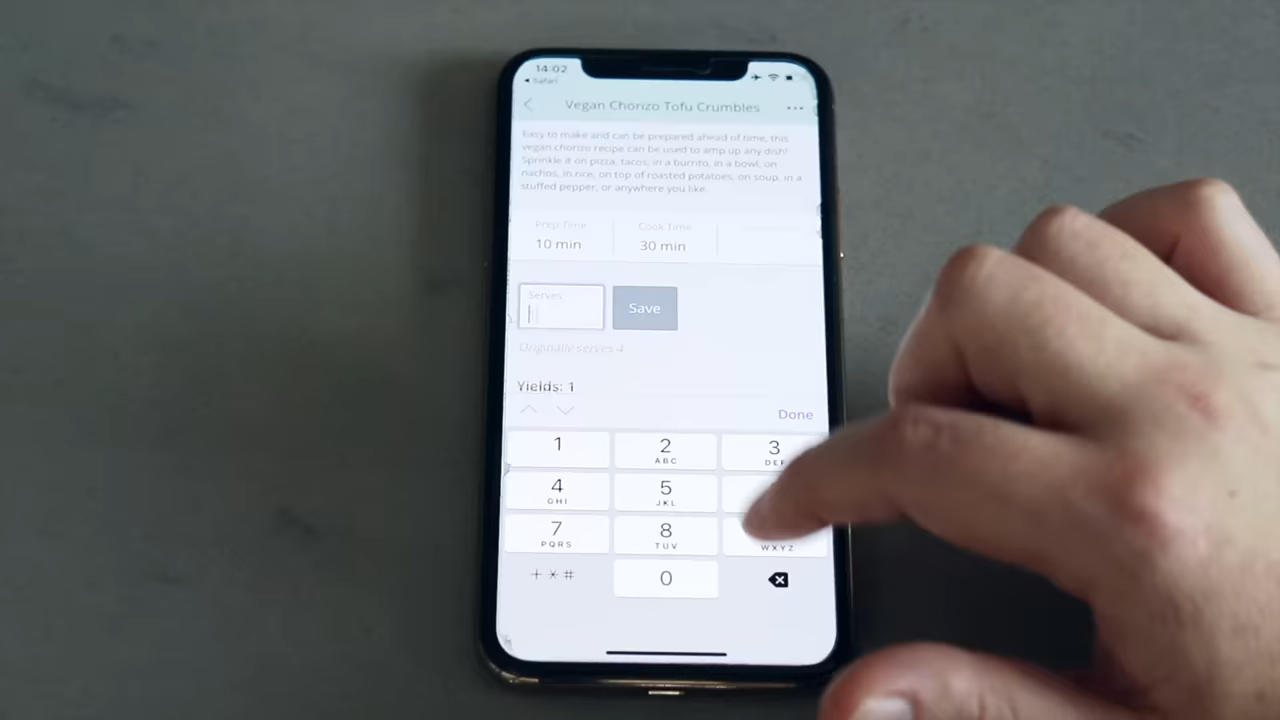 14:02
Safari
Vegan Chorizo Tofu Crumbles
Easy to make and can be prepared ahead of time, this
vegan chorizo recipe can be used to amp up any dish!
Sprinkle it on pizza, tacos, in a burrito, in a bowl, on
nachos, in rice, on top of roasted potatoes, on soup, in a
stuffed pepper, or anywhere you like.
Prep Time Cook Time
10 min 30 min
Serves
Save
Originally serves 4
Yields: 1
Done
1 2 3
ABC DEF
4 5
GHI JKL
7 8
PQRS TUV WXYZ
+*# 0